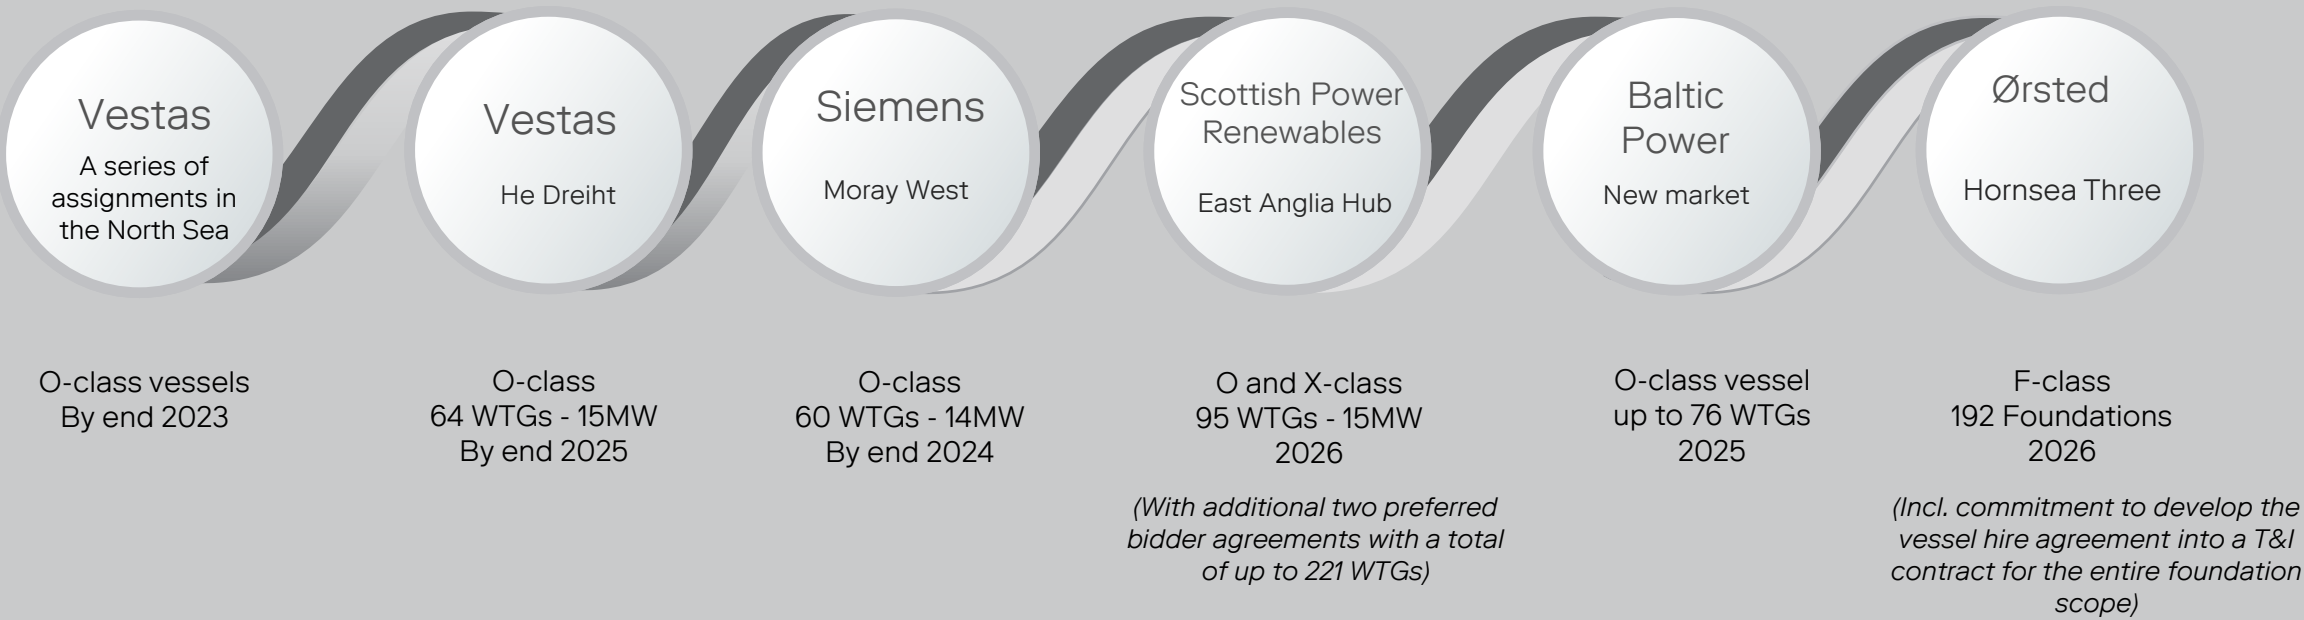 Vestas
A series of
assignments in
the North Sea
O-class vessels
By end 2023
Vestas
He Dreiht
O-class
64 WTGs - 15MW
By end 2025
Siemens
Moray West
O-class
60 WTGs - 14MW
By end 2024
Scottish Power
Renewables
East Anglia Hub
O and X-class
95 WTGs - 15MW
2026
(With additional two preferred
bidder agreements with a total
of up to 221 WTGs)
Baltic
Power
New market
O-class vessel
up to 76 WTGs
2025
Ørsted
Hornsea Three
F-class
192 Foundations
2026
(Incl. commitment to develop the
vessel hire agreement into a T&I
contract for the entire foundation
scope)